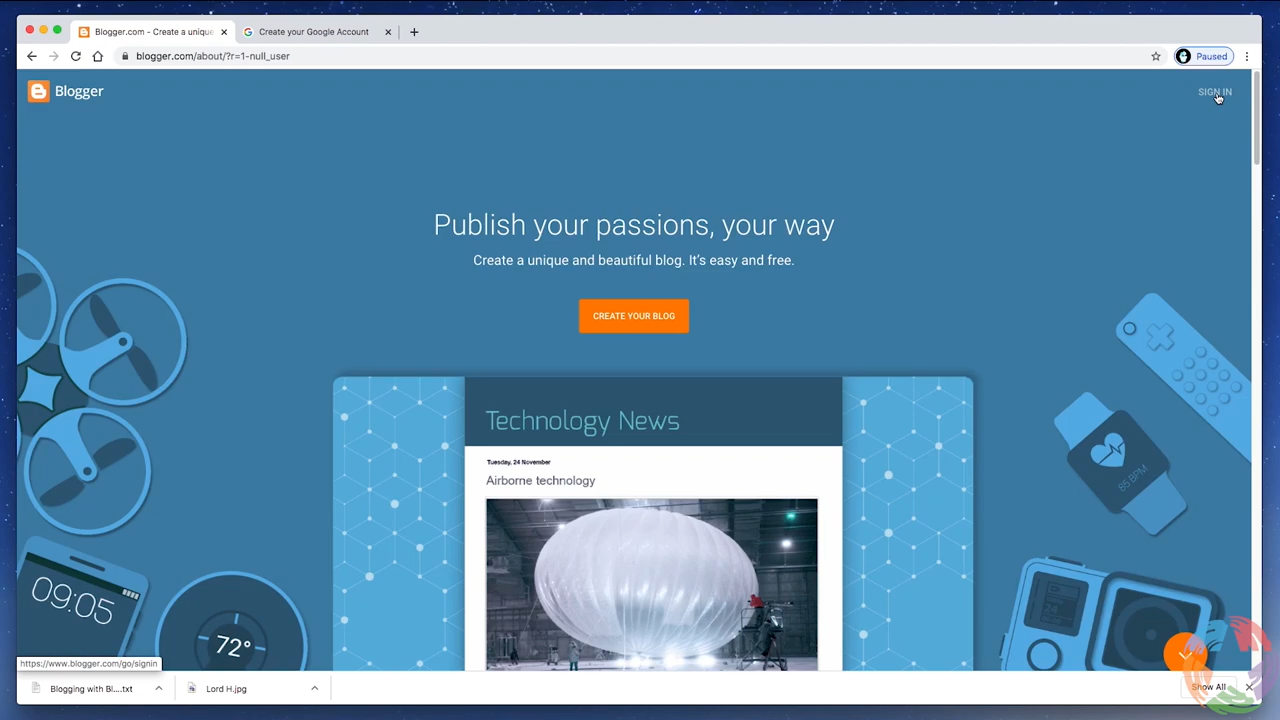 Blogger.com - Create a unique
Create your Google Account
blogger.com/about/?r=1-null_user
Paused
Blogger
SIGN IN
Publish your passions, your way
Create a unique and beautiful blog. It’s easy and free.
CREATE YOUR BLOG
Technology News
Tuesday, 24 November
Airborne technology
85 BPM
24
09:05
72°
https://www.blogger.com/go/signin
Blogging with Bl....txt
Lord H.jpg
Show All